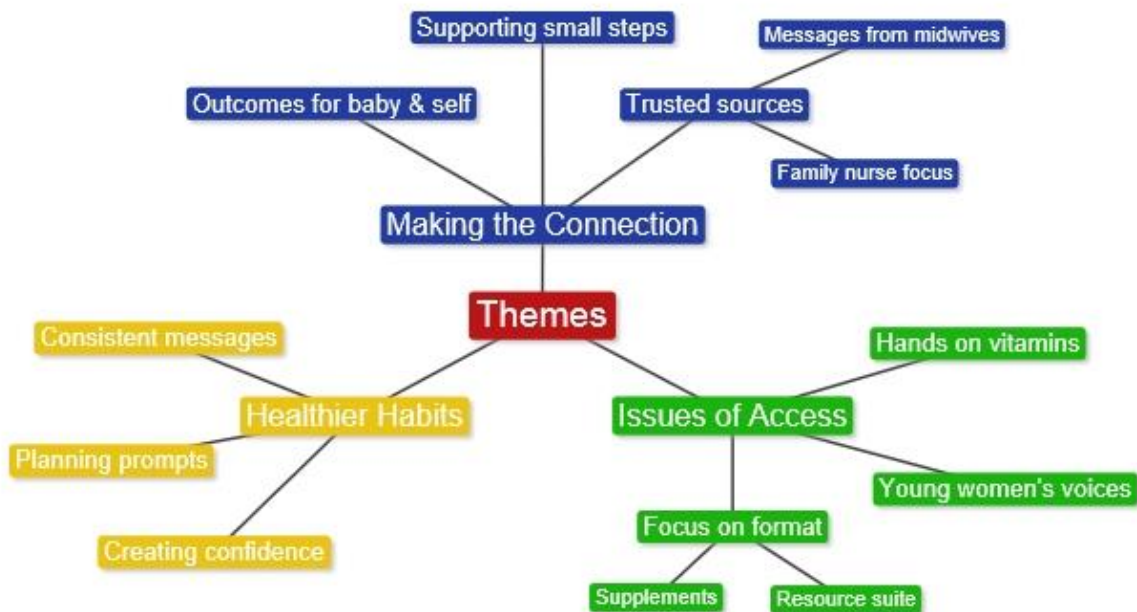 Supporting small steps
Messages from midwives
Outcomes for baby & self
Trusted sources
Family nurse focus
Making the Connection
Themes
Consistent messages
Hands on vitamins
Healthier Habits
Issues of Access
Planning prompts
Young women's voices
Focus on format
Creating confidence
Supplements
Resource suite